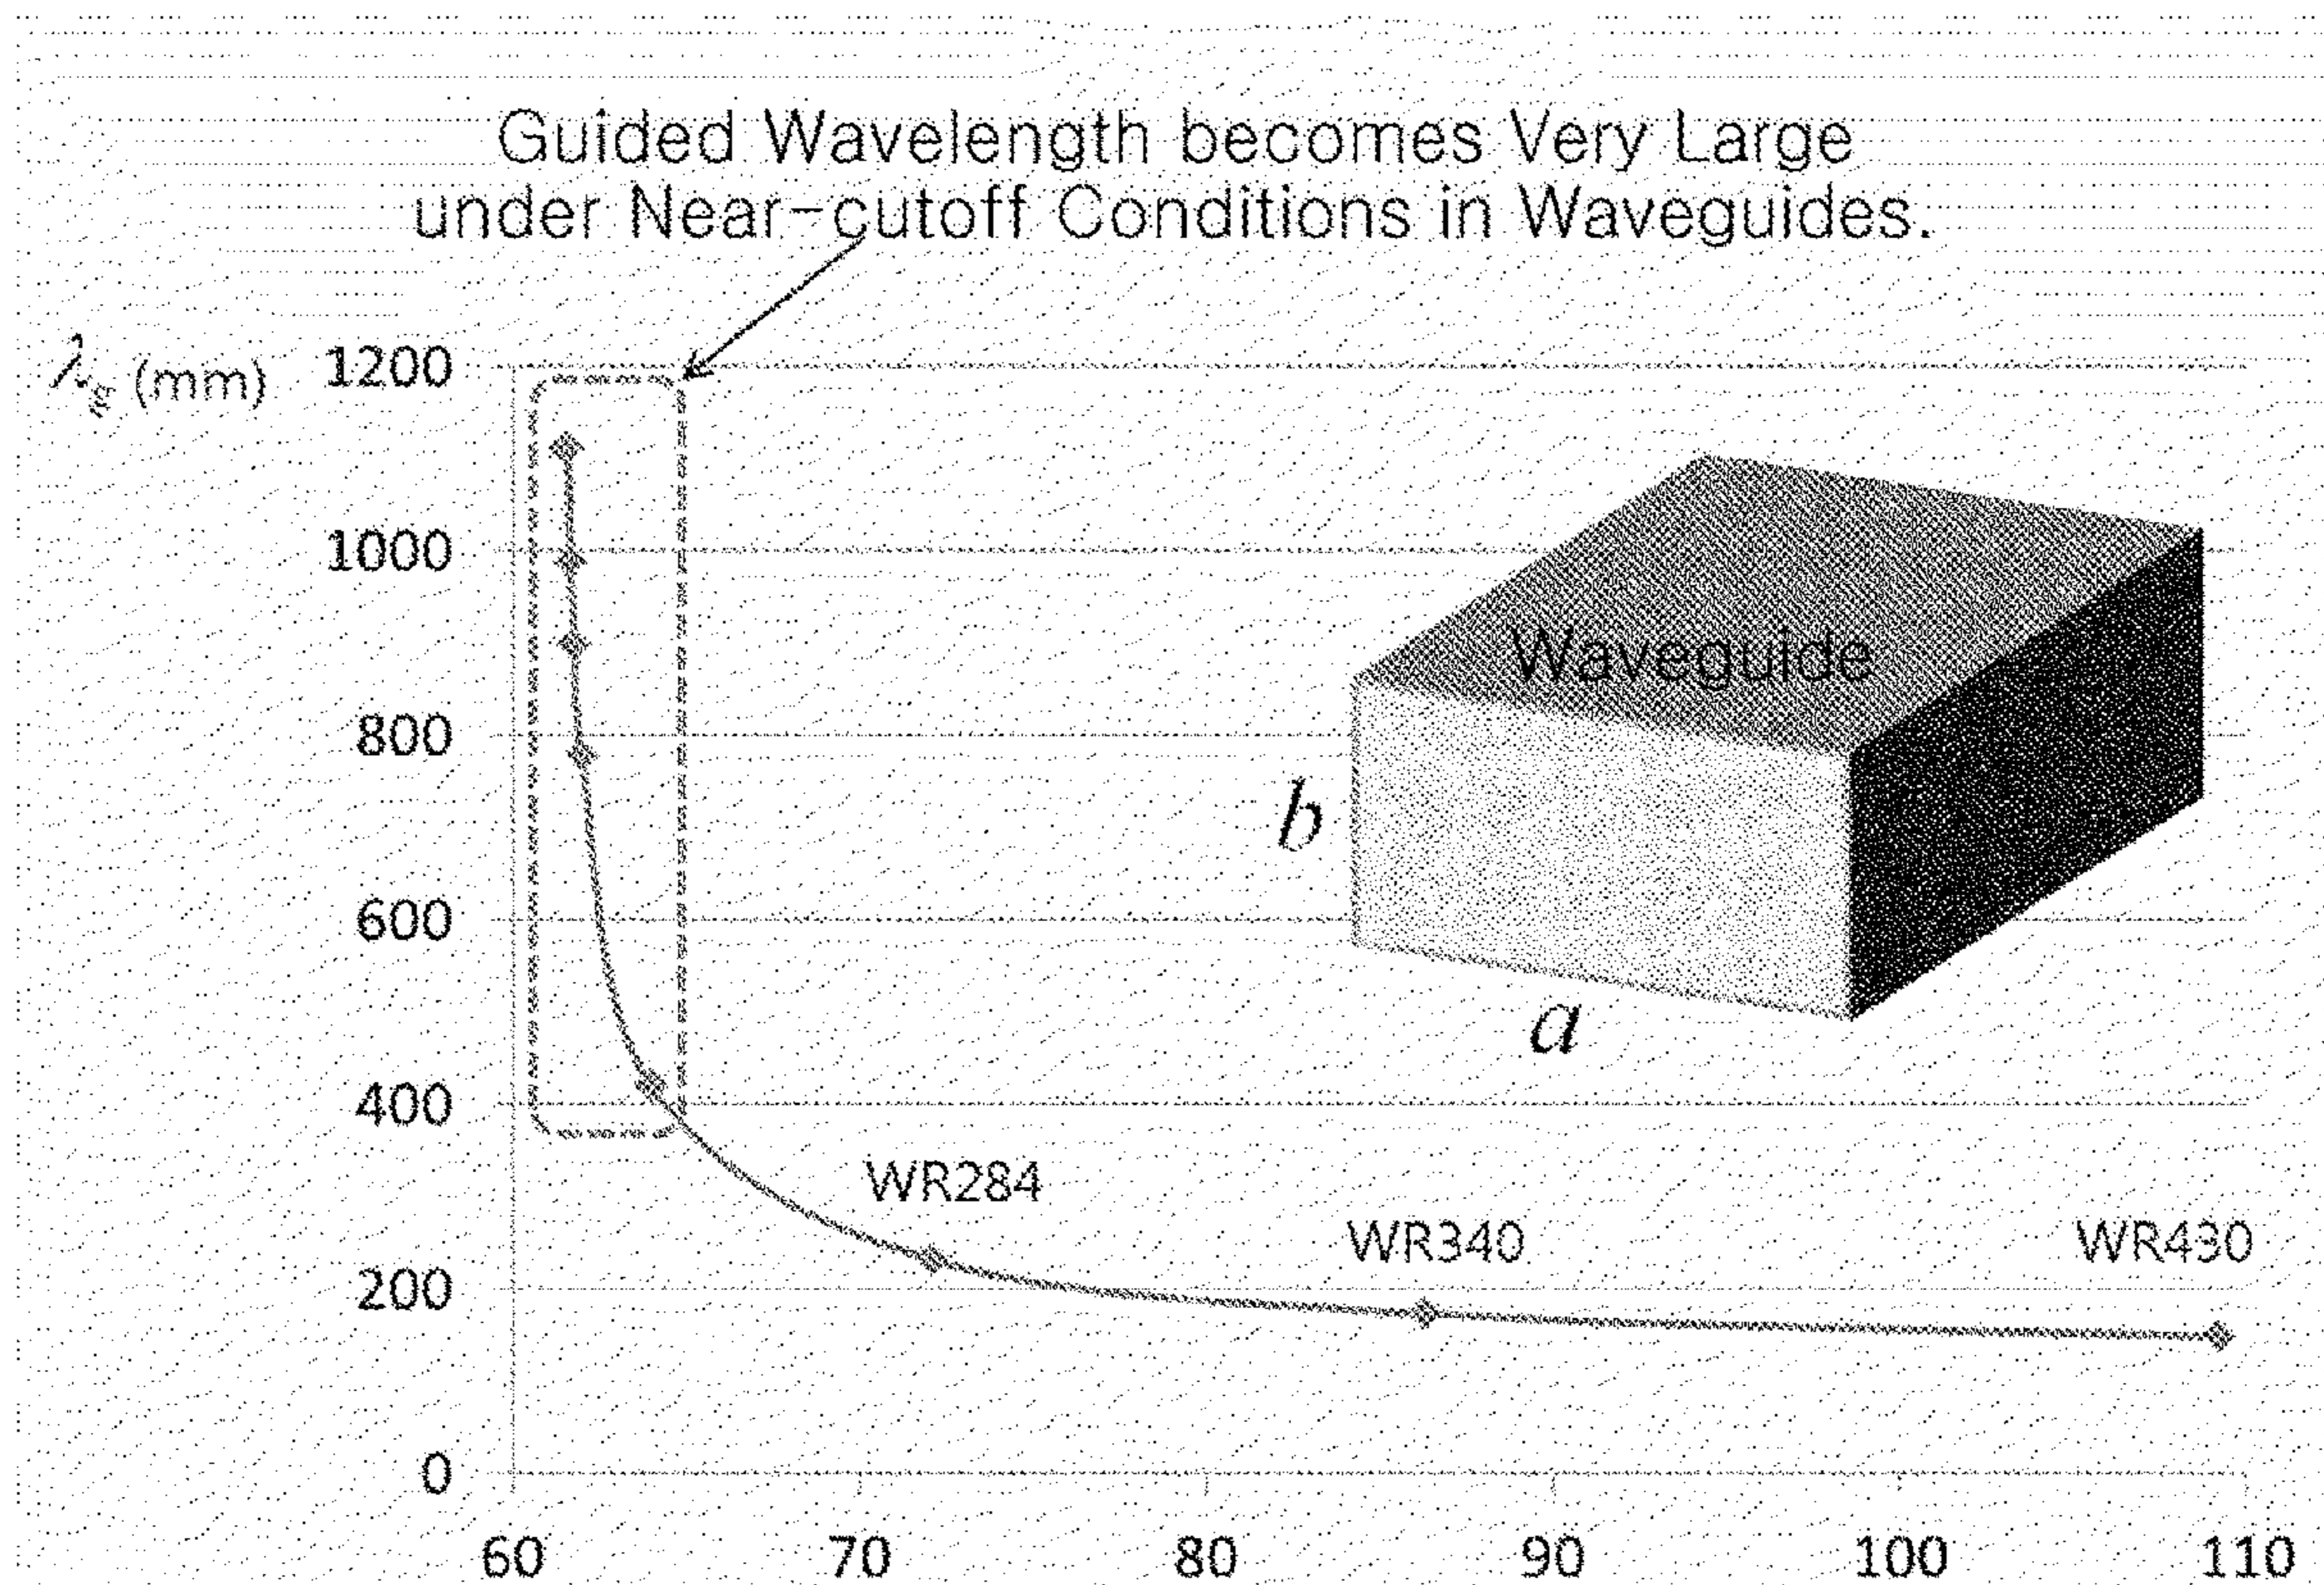 Guided Wavelength becomes Very Large
under Near-cutoff Conditions in Waveguides.
λg (mm)
1200
1000
800
600
400
200
0
Waveguide
b
a
WR284
WR340
WR430
60 70 80 90 100 110